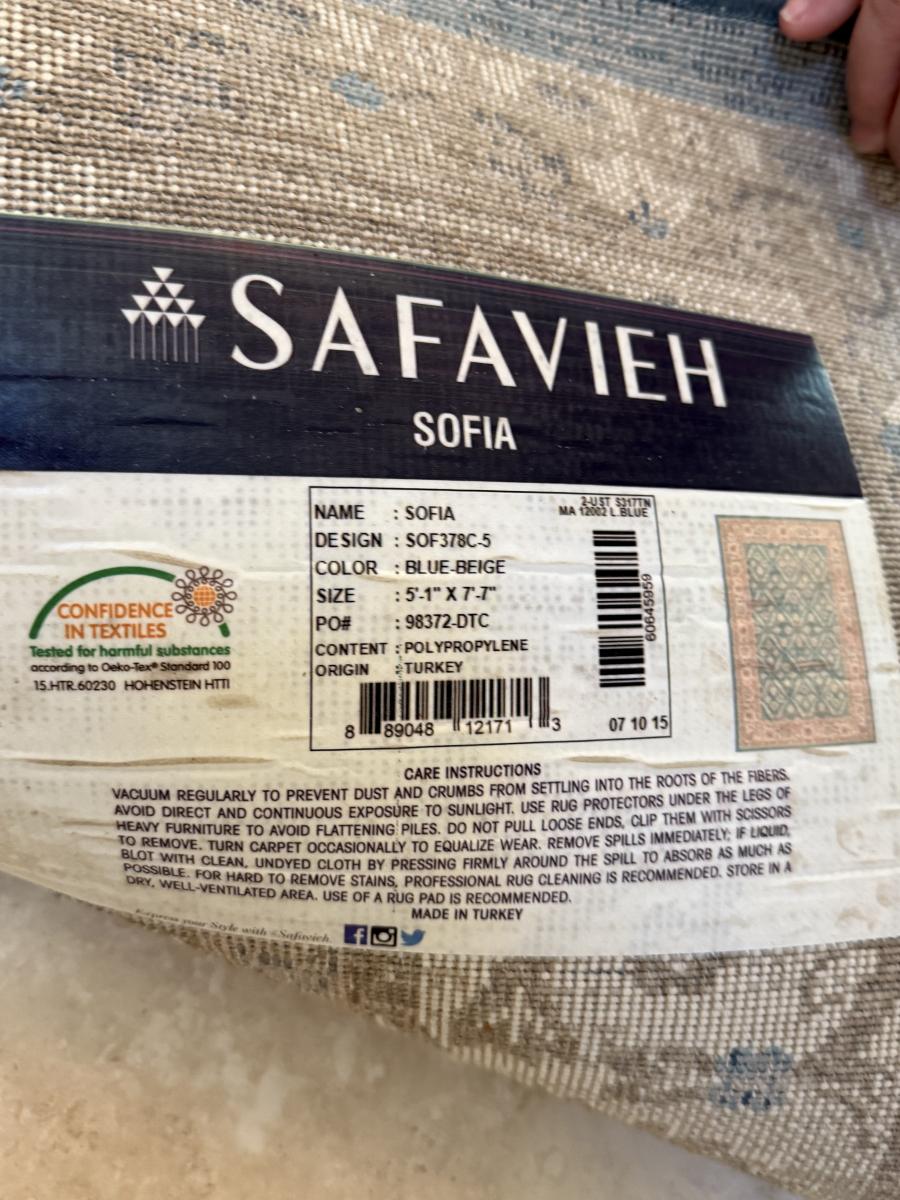 SAFAVIEH
SOFIA
NAME : SOFIA
DESIGN : SOF378C-5
COLOR : BLUE-BEIGE
SIZE : 5'-1" X 7'-7"
PO# : 98372-DTC
CONTENT : POLYPROPYLENE
ORIGIN : TURKEY
8 89048 12171 3
2-UST S317TN
MA 12002 L.BLUE
60645959
07 10 15
CONFIDENCE
IN TEXTILES
Tested for harmful substances
according to Oeko-Tex® Standard 100
15.HTR.60230 HOHENSTEIN HTTI
CARE INSTRUCTIONS
VACUUM REGULARLY TO PREVENT DUST AND CRUMBS FROM SETTLING INTO THE ROOTS OF THE FIBERS.
AVOID DIRECT AND CONTINUOUS EXPOSURE TO SUNLIGHT. USE RUG PROTECTORS UNDER THE LEGS OF
HEAVY FURNITURE TO AVOID FLATTENING PILES. DO NOT PULL LOOSE ENDS, CLIP THEM WITH SCISSORS
TO REMOVE. TURN CARPET OCCASIONALLY TO EQUALIZE WEAR. REMOVE SPILLS IMMEDIATELY; IF LIQUID,
BLOT WITH CLEAN, UNDYED CLOTH BY PRESSING FIRMLY AROUND THE SPILL TO ABSORB AS MUCH AS
POSSIBLE. FOR HARD TO REMOVE STAINS, PROFESSIONAL RUG CLEANING IS RECOMMENDED. STORE IN A
DRY, WELL-VENTILATED AREA. USE OF A RUG PAD IS RECOMMENDED.
MADE IN TURKEY
Express your Style with @Safavieh.